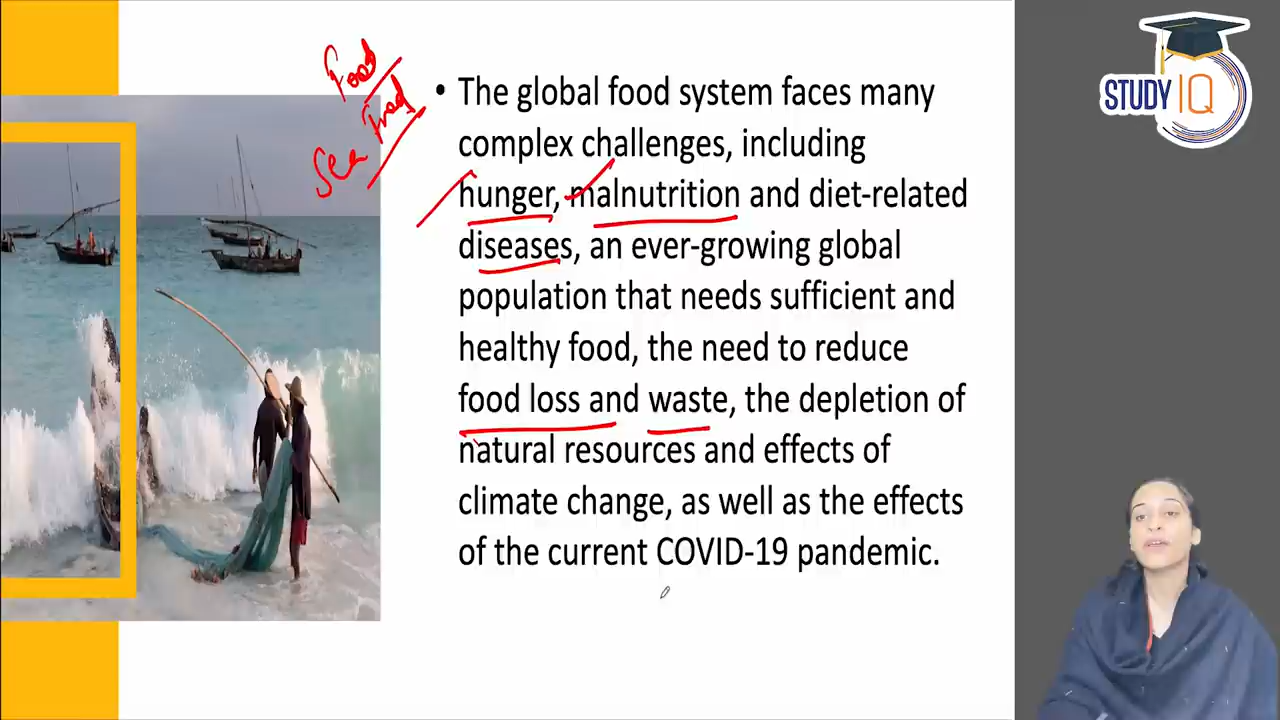 Food
Sea
• The global food system faces many
complex challenges, including
hunger, malnutrition and diet-related
diseases, an ever-growing global
population that needs sufficient and
healthy food, the need to reduce
food loss and waste, the depletion of
natural resources and effects of
climate change, as well as the effects
of the current COVID-19 pandemic.
STUDY IQ